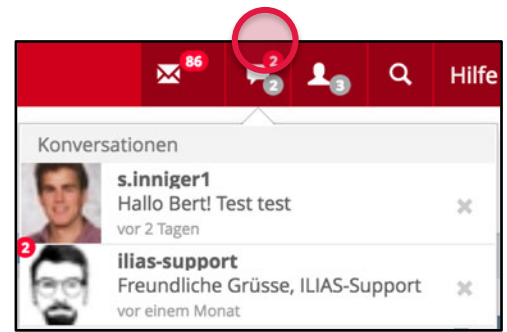 86
2
2
3
Hilfe
Konversationen
s.inniger1
Hallo Bert! Test test
vor 2 Tagen
2
ilias-support
Freundliche Grüsse, ILIAS-Support
vor einem Monat